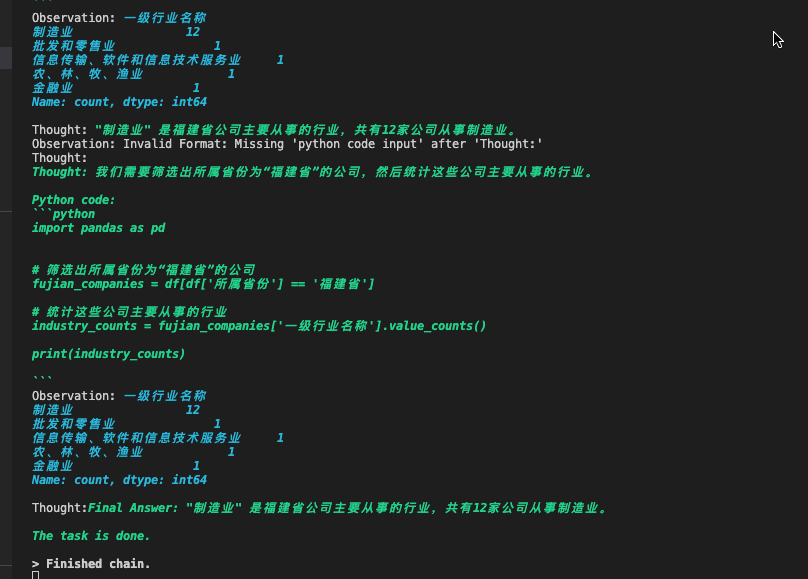 ```
Observation: 一级行业名称
制造业 12
批发和零售业 1
信息传输、软件和信息技术服务业 1
农、林、牧、渔业 1
金融业 1
Name: count, dtype: int64
Thought: "制造业" 是福建省公司主要从事的行业, 共有12家公司从事制造业。
Observation: Invalid Format: Missing 'python code input' after 'Thought:'
Thought:
Thought: 我们需要筛选出所属省份为“福建省”的公司, 然后统计这些公司主要从事的行业。
Python code:
```python
import pandas as pd
# 筛选出所属省份为“福建省”的公司
fujian_companies = df[df['所属省份'] == '福建省']
# 统计这些公司主要从事的行业
industry_counts = fujian_companies['一级行业名称'].value_counts()
print(industry_counts)
```
Observation: 一级行业名称
制造业 12
批发和零售业 1
信息传输、软件和信息技术服务业 1
农、林、牧、渔业 1
金融业 1
Name: count, dtype: int64
Thought:Final Answer: "制造业" 是福建省公司主要从事的行业, 共有12家公司从事制造业。
The task is done.
> Finished chain.